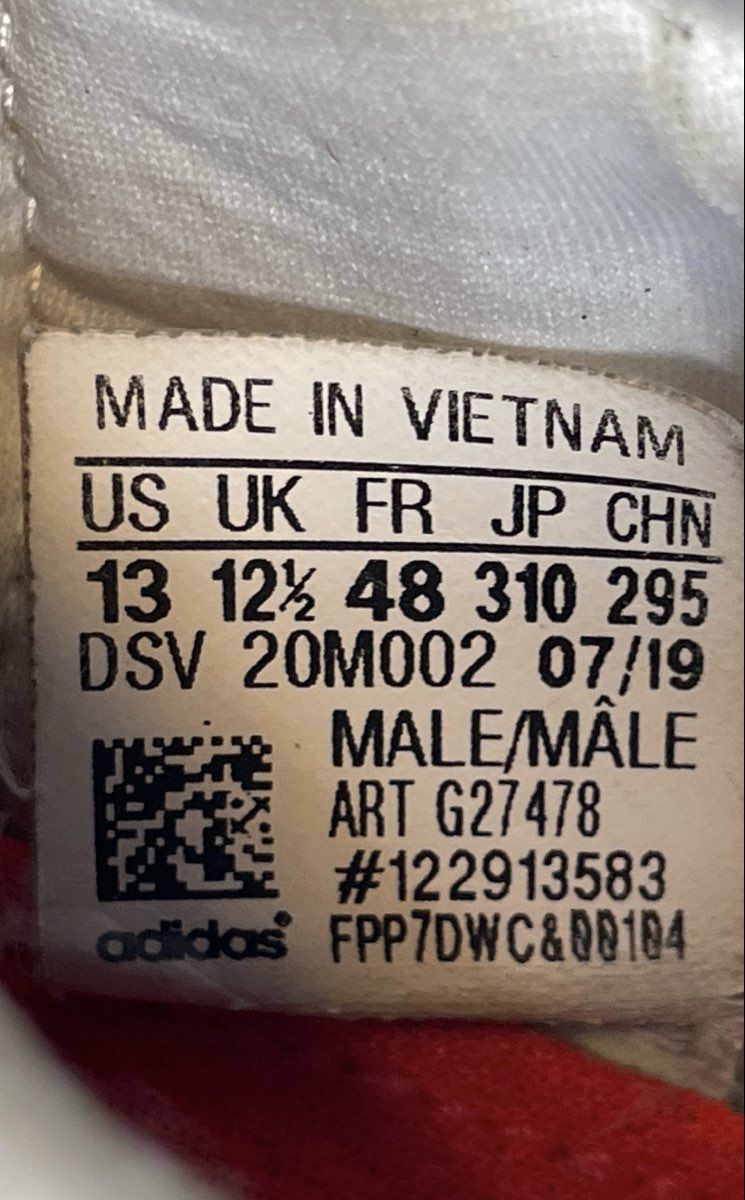 MADE IN VIETNAM
US UK FR JP CHN
13 12½ 48 310 295
DSV 20M002 07/19
MALE/MÂLE
ART G27478
#122913583
adidas® FPP7DWC&00104